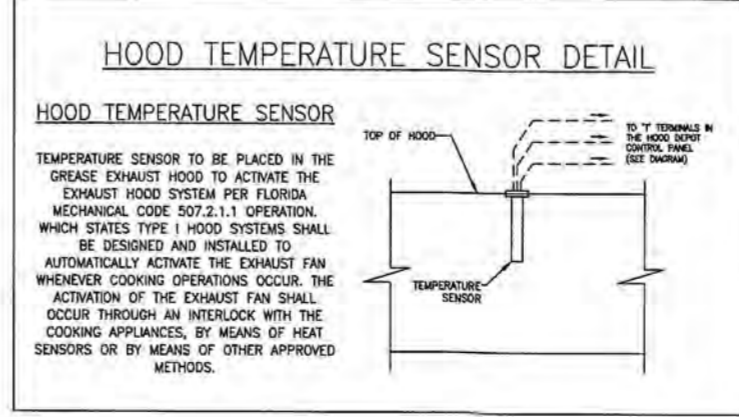 HOOD TEMPERATURE SENSOR DETAIL
HOOD TEMPERATURE SENSOR
TEMPERATURE SENSOR TO BE PLACED IN THE
GREASE EXHAUST HOOD TO ACTIVATE THE
EXHAUST HOOD SYSTEM PER FLORIDA
MECHANICAL CODE 507.2.1.1 OPERATION.
WHICH STATES TYPE I HOOD SYSTEMS SHALL
BE DESIGNED AND INSTALLED TO
AUTOMATICALLY ACTIVATE THE EXHAUST FAN
WHENEVER COOKING OPERATIONS OCCUR. THE
ACTIVATION OF THE EXHAUST FAN SHALL
OCCUR THROUGH AN INTERLOCK WITH THE
COOKING APPLIANCES, BY MEANS OF HEAT
SENSORS OR BY MEANS OF OTHER APPROVED
METHODS.
TOP OF HOOD
TO "T" TERMINALS IN
THE HOOD DEPOT
CONTROL PANEL
(SEE DIAGRAM)
TEMPERATURE
SENSOR